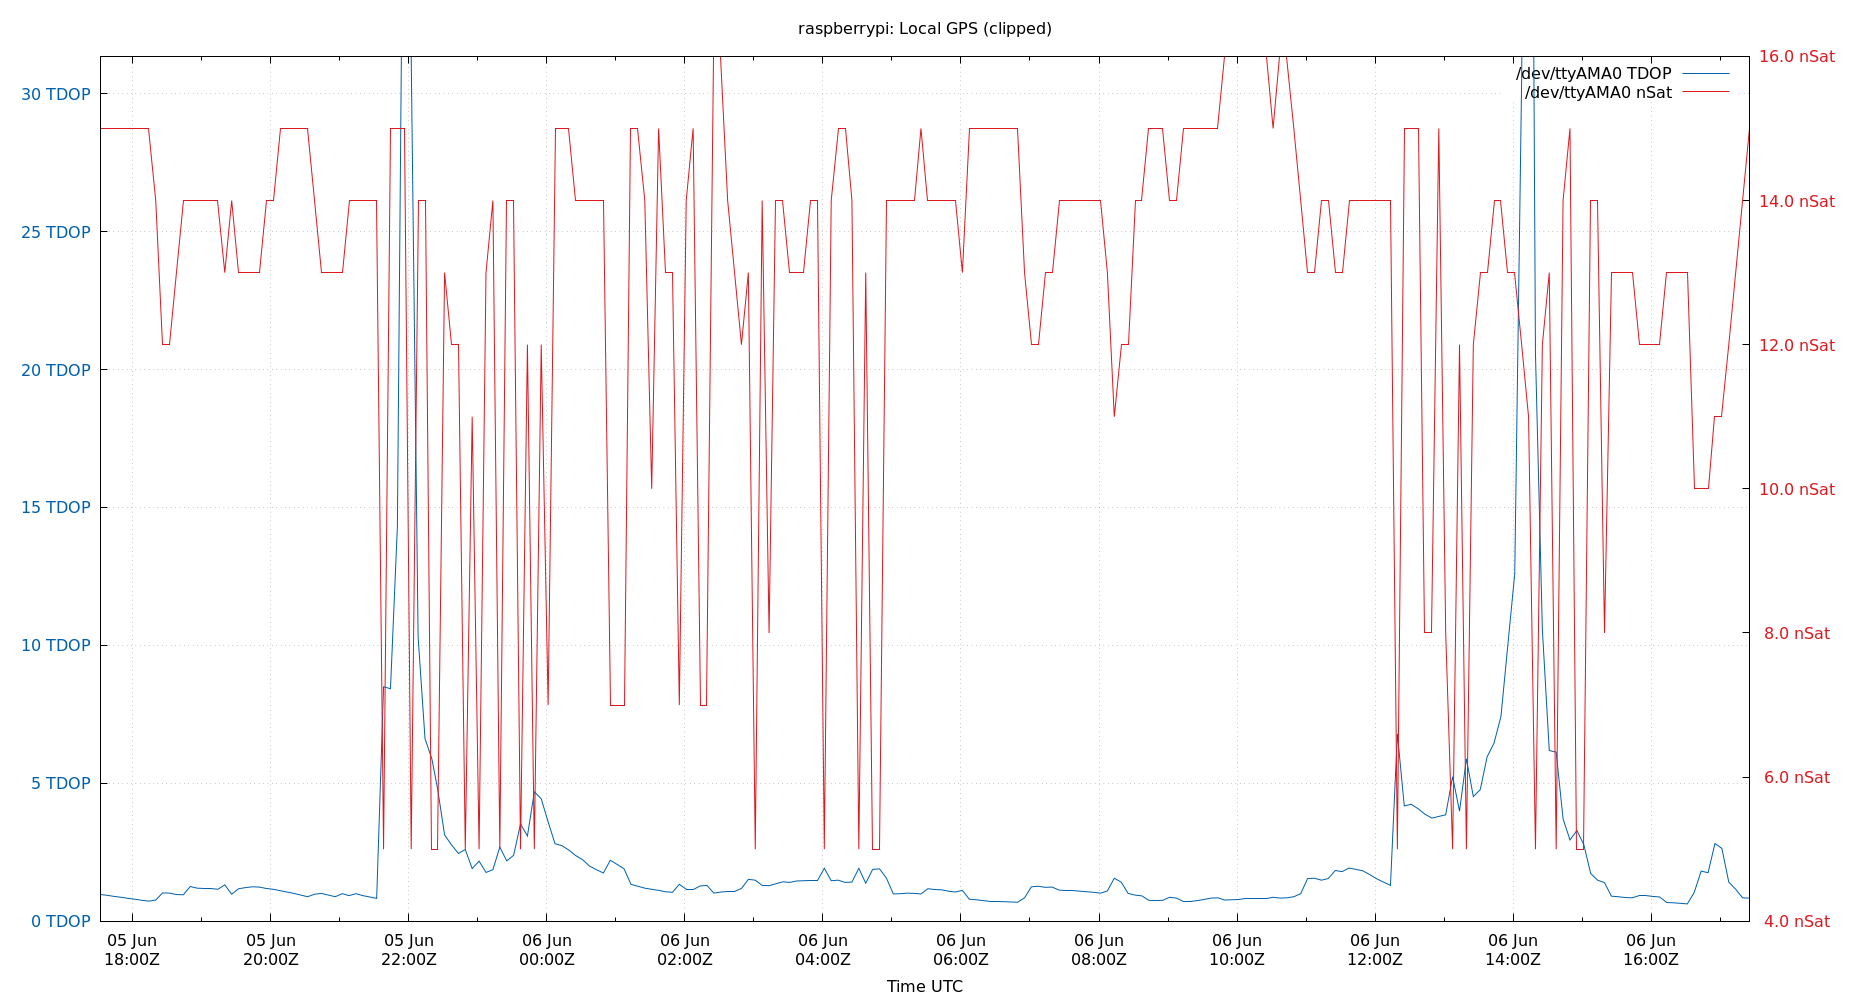 raspberrypi: Local GPS (clipped)
/dev/ttyAMA0 TDOP
/dev/ttyAMA0 nSat
30 TDOP
25 TDOP
20 TDOP
15 TDOP
10 TDOP
5 TDOP
0 TDOP
16.0 nSat
14.0 nSat
12.0 nSat
10.0 nSat
8.0 nSat
6.0 nSat
4.0 nSat
05 Jun
18:00Z
05 Jun
20:00Z
05 Jun
22:00Z
06 Jun
00:00Z
06 Jun
02:00Z
06 Jun
04:00Z
06 Jun
06:00Z
06 Jun
08:00Z
06 Jun
10:00Z
06 Jun
12:00Z
06 Jun
14:00Z
06 Jun
16:00Z
Time UTC